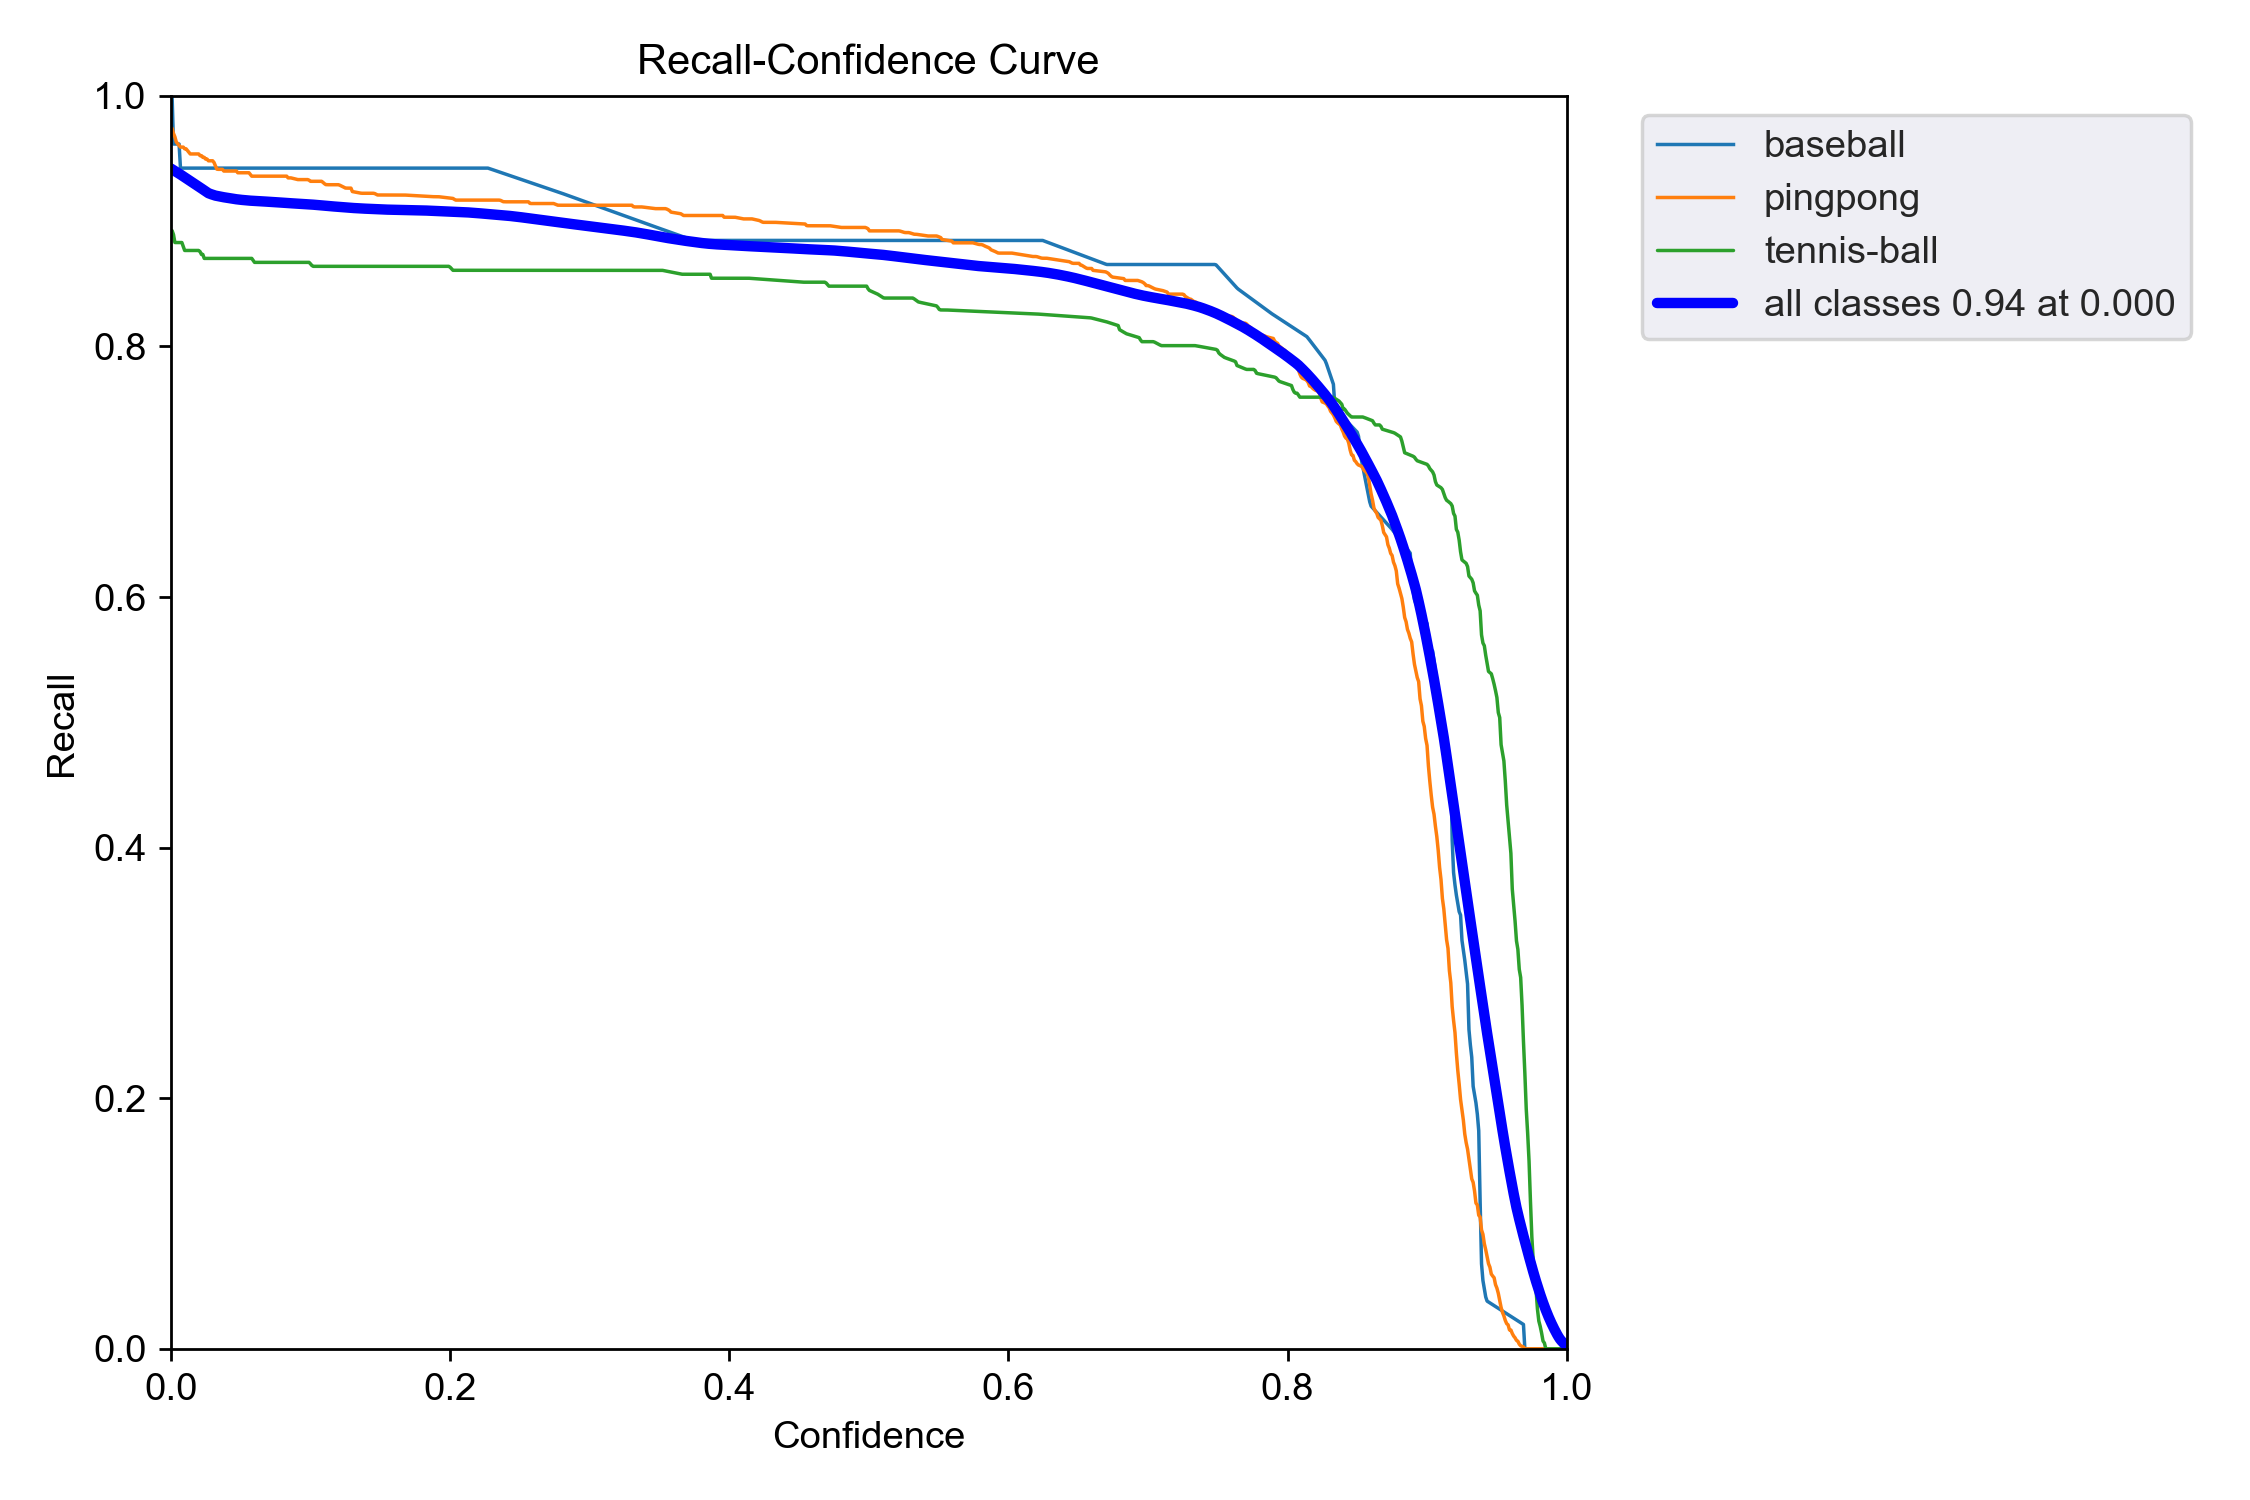 Recall-Confidence Curve
1.0
0.8
0.6
0.4
0.2
0.0
Recall
0.0 0.2 0.4 0.6 0.8 1.0
Confidence
baseball
pingpong
tennis-ball
all classes 0.94 at 0.000